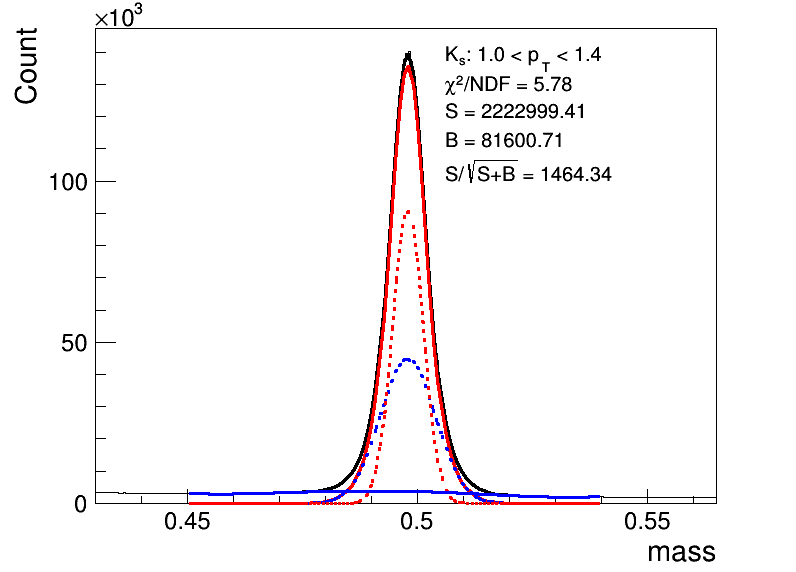 ×10³
Count
100
50
0
0.45
0.5
0.55
mass
Kₛ: 1.0 < p_T < 1.4
χ²/NDF = 5.78
S = 2222999.41
B = 81600.71
S/√S+B = 1464.34